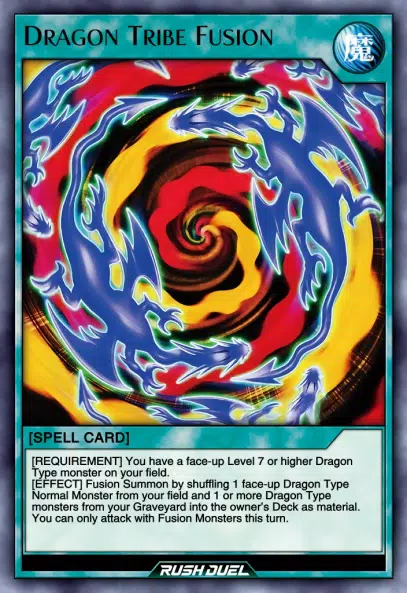 Dragon Tribe Fusion
魔
[SPELL CARD]
[REQUIREMENT] You have a face-up Level 7 or higher Dragon
Type monster on your field.
[EFFECT] Fusion Summon by shuffling 1 face-up Dragon Type
Normal Monster from your field and 1 or more Dragon Type
monsters from your Graveyard into the owner's Deck as material.
You can only attack with Fusion Monsters this turn.
RUSH DUEL